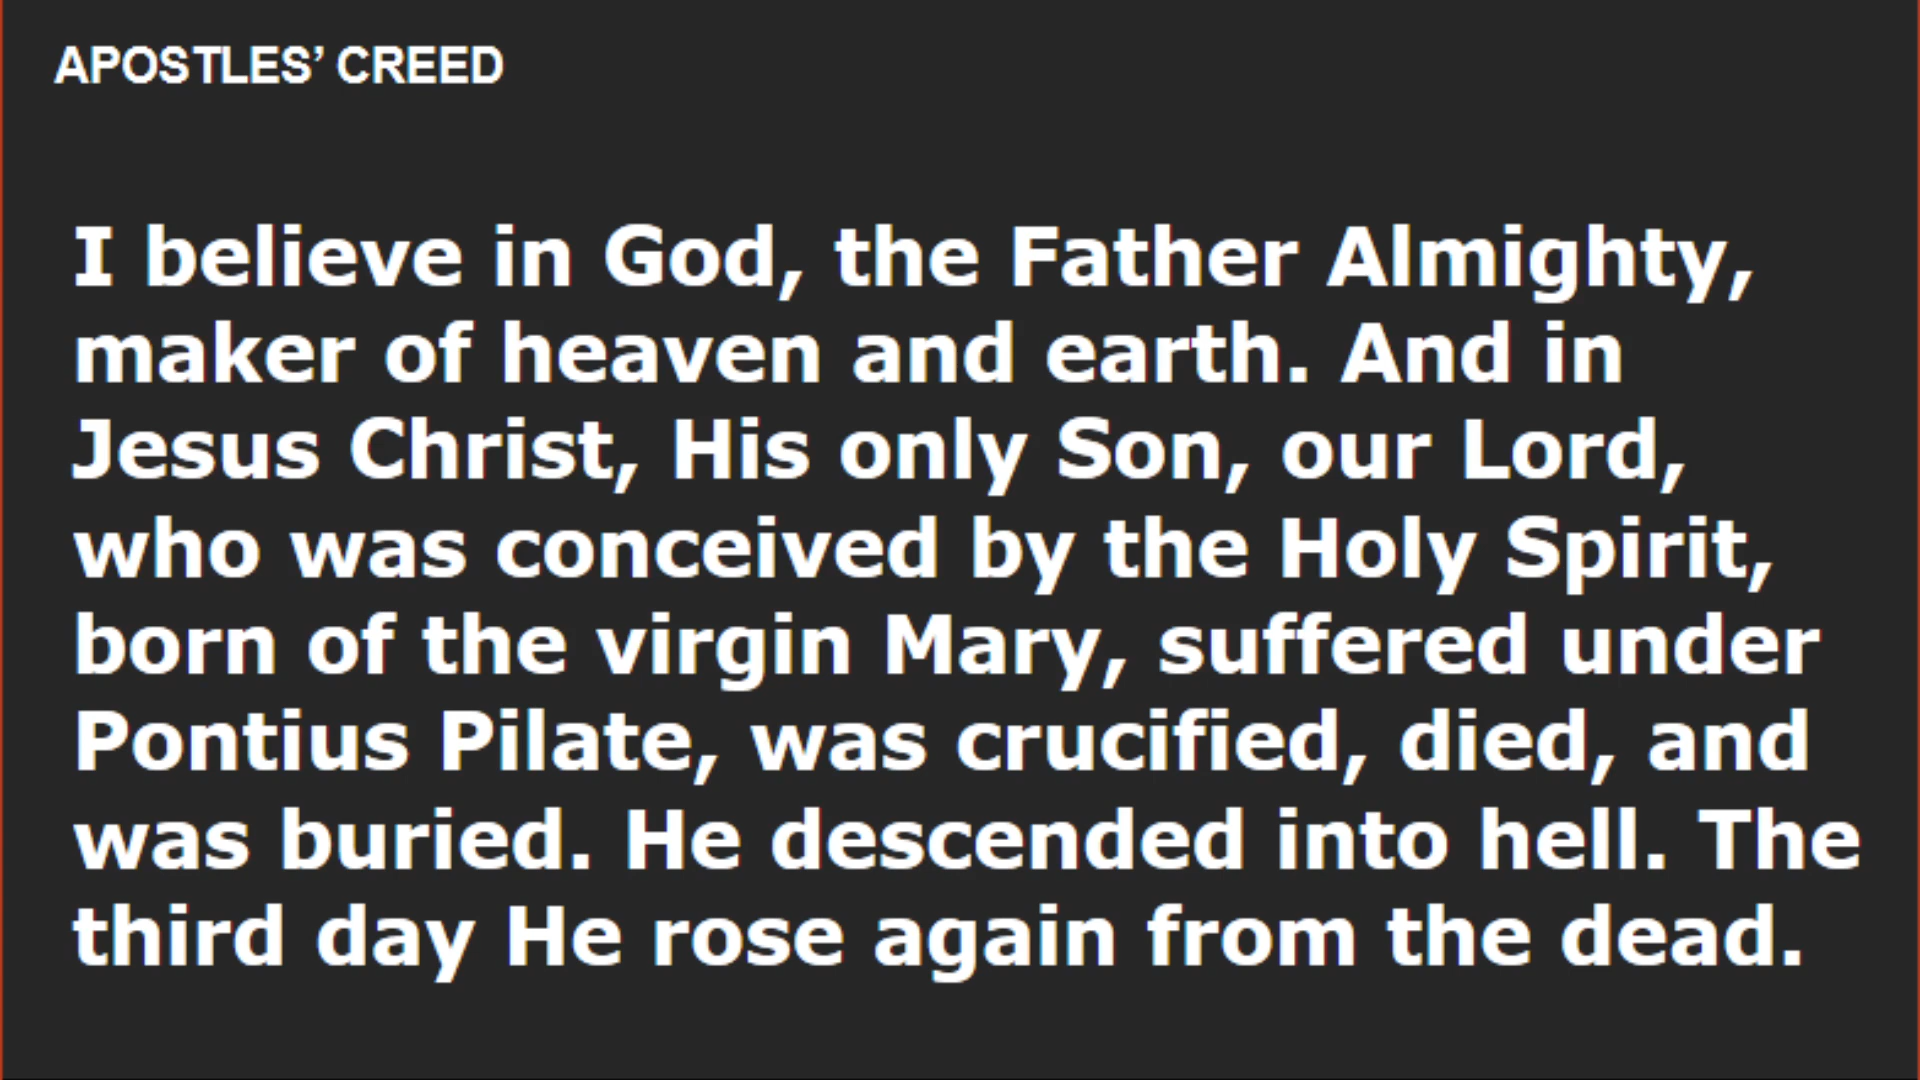 APOSTLES’ CREED
I believe in God, the Father Almighty,
maker of heaven and earth. And in
Jesus Christ, His only Son, our Lord,
who was conceived by the Holy Spirit,
born of the virgin Mary, suffered under
Pontius Pilate, was crucified, died, and
was buried. He descended into hell. The
third day He rose again from the dead.